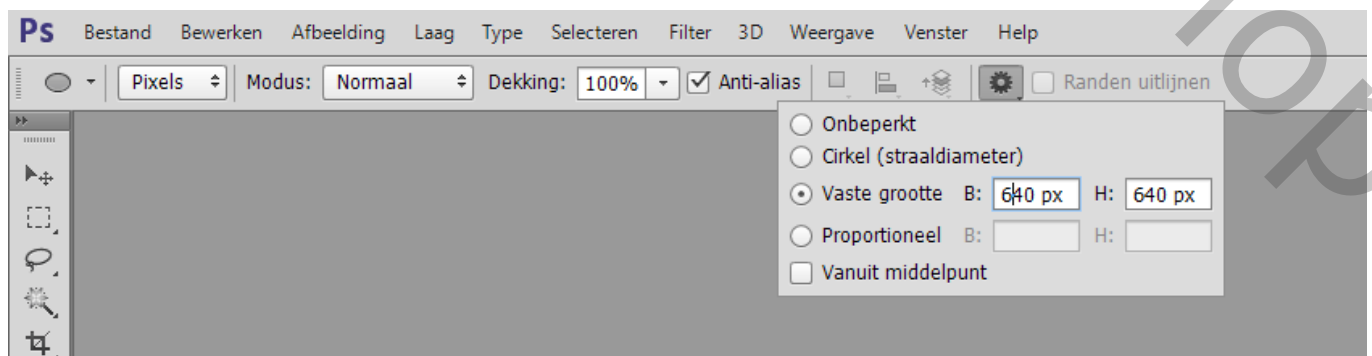 Ps Bestand Bewerken Afbeelding Laag Type Selecteren Filter 3D Weergave Venster Help
Pixels Modus: Normaal Dekking: 100% Anti-alias Randen uitlijnen
Onbeperkt
Cirkel (straaldiameter)
Vaste grootte B: 640 px H: 640 px
Proportioneel B: H:
Vanuit middelpunt